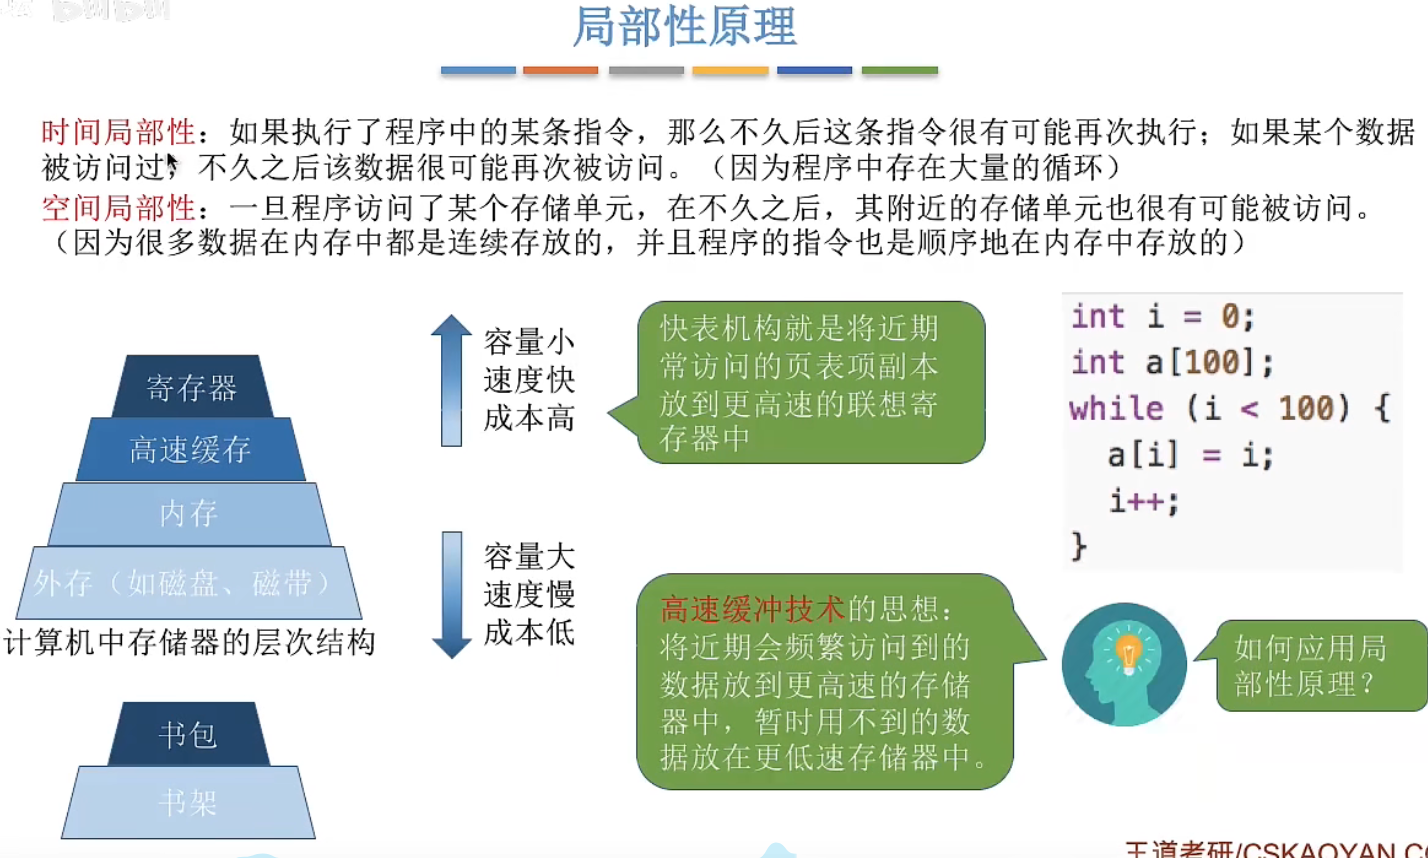 局部性原理
时间局部性：如果执行了程序中的某条指令，那么不久后这条指令很有可能再次执行；如果某个数据
被访问过，不久之后该数据很可能再次被访问。（因为程序中存在大量的循环）
空间局部性：一旦程序访问了某个存储单元，在不久之后，其附近的存储单元也很有可能被访问。
（因为很多数据在内存中都是连续存放的，并且程序的指令也是顺序地在内存中存放的）
寄存器
高速缓存
内存
外存（如磁盘、磁带）
计算机中存储器的层次结构
书包
书架
容量小
速度快
成本高
容量大
速度慢
成本低
快表机构就是将近期
常访问的页表项副本
放到更高速的联想寄
存器中
高速缓冲技术的思想：
将近期会频繁访问到的
数据放到更高速的存储
器中，暂时用不到的数
据放在更低速存储器中。
int i = 0;
int a[100];
while (i < 100) {
a[i] = i;
i++;
}
如何应用局
部性原理？
王道考研/CSKAOYAN.C